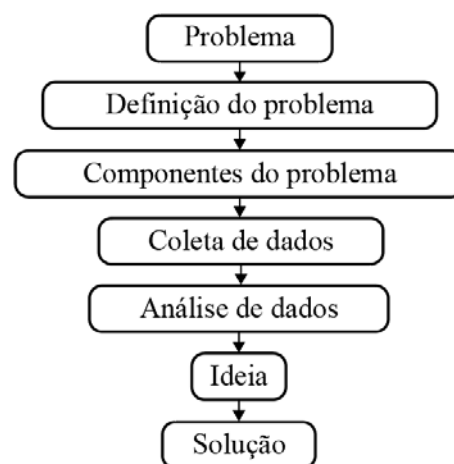 Problema
Definição do problema
Componentes do problema
Coleta de dados
Análise de dados
Ideia
Solução